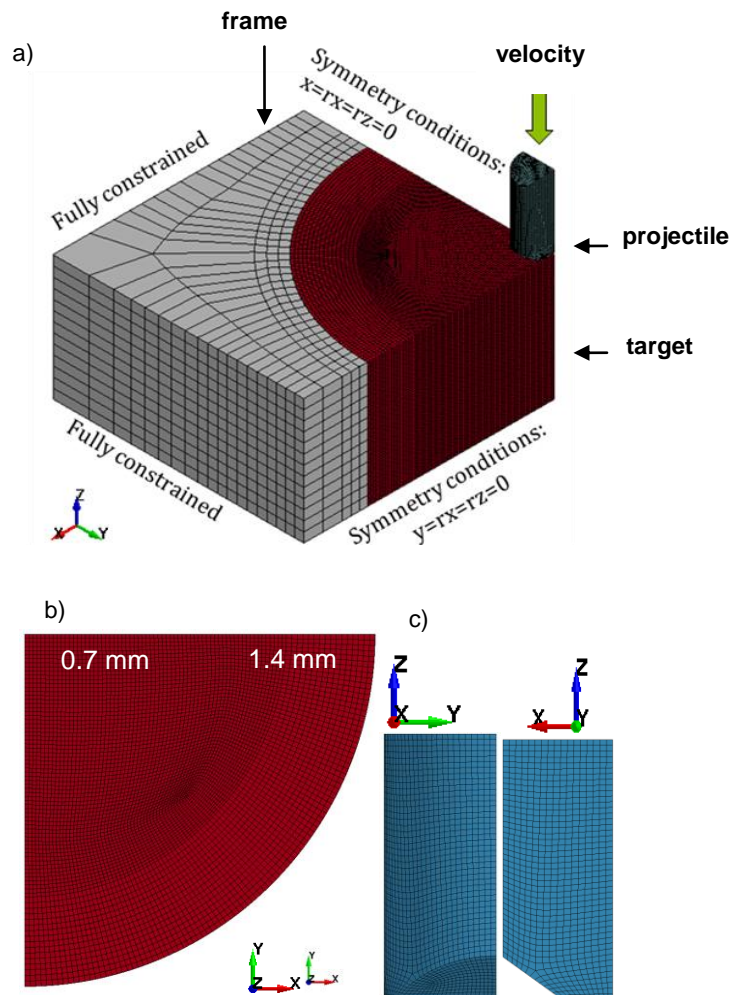 frame
a)
velocity
Symmetry conditions:
x=rx=rz=0
Fully constrained
projectile
target
Fully constrained
Symmetry conditions:
y=rx=rz=0
Z
X
Y
b)
c)
0.7 mm
1.4 mm
Z
X
Y
Z
X
Y
Y
Z
X
Y
Z
X